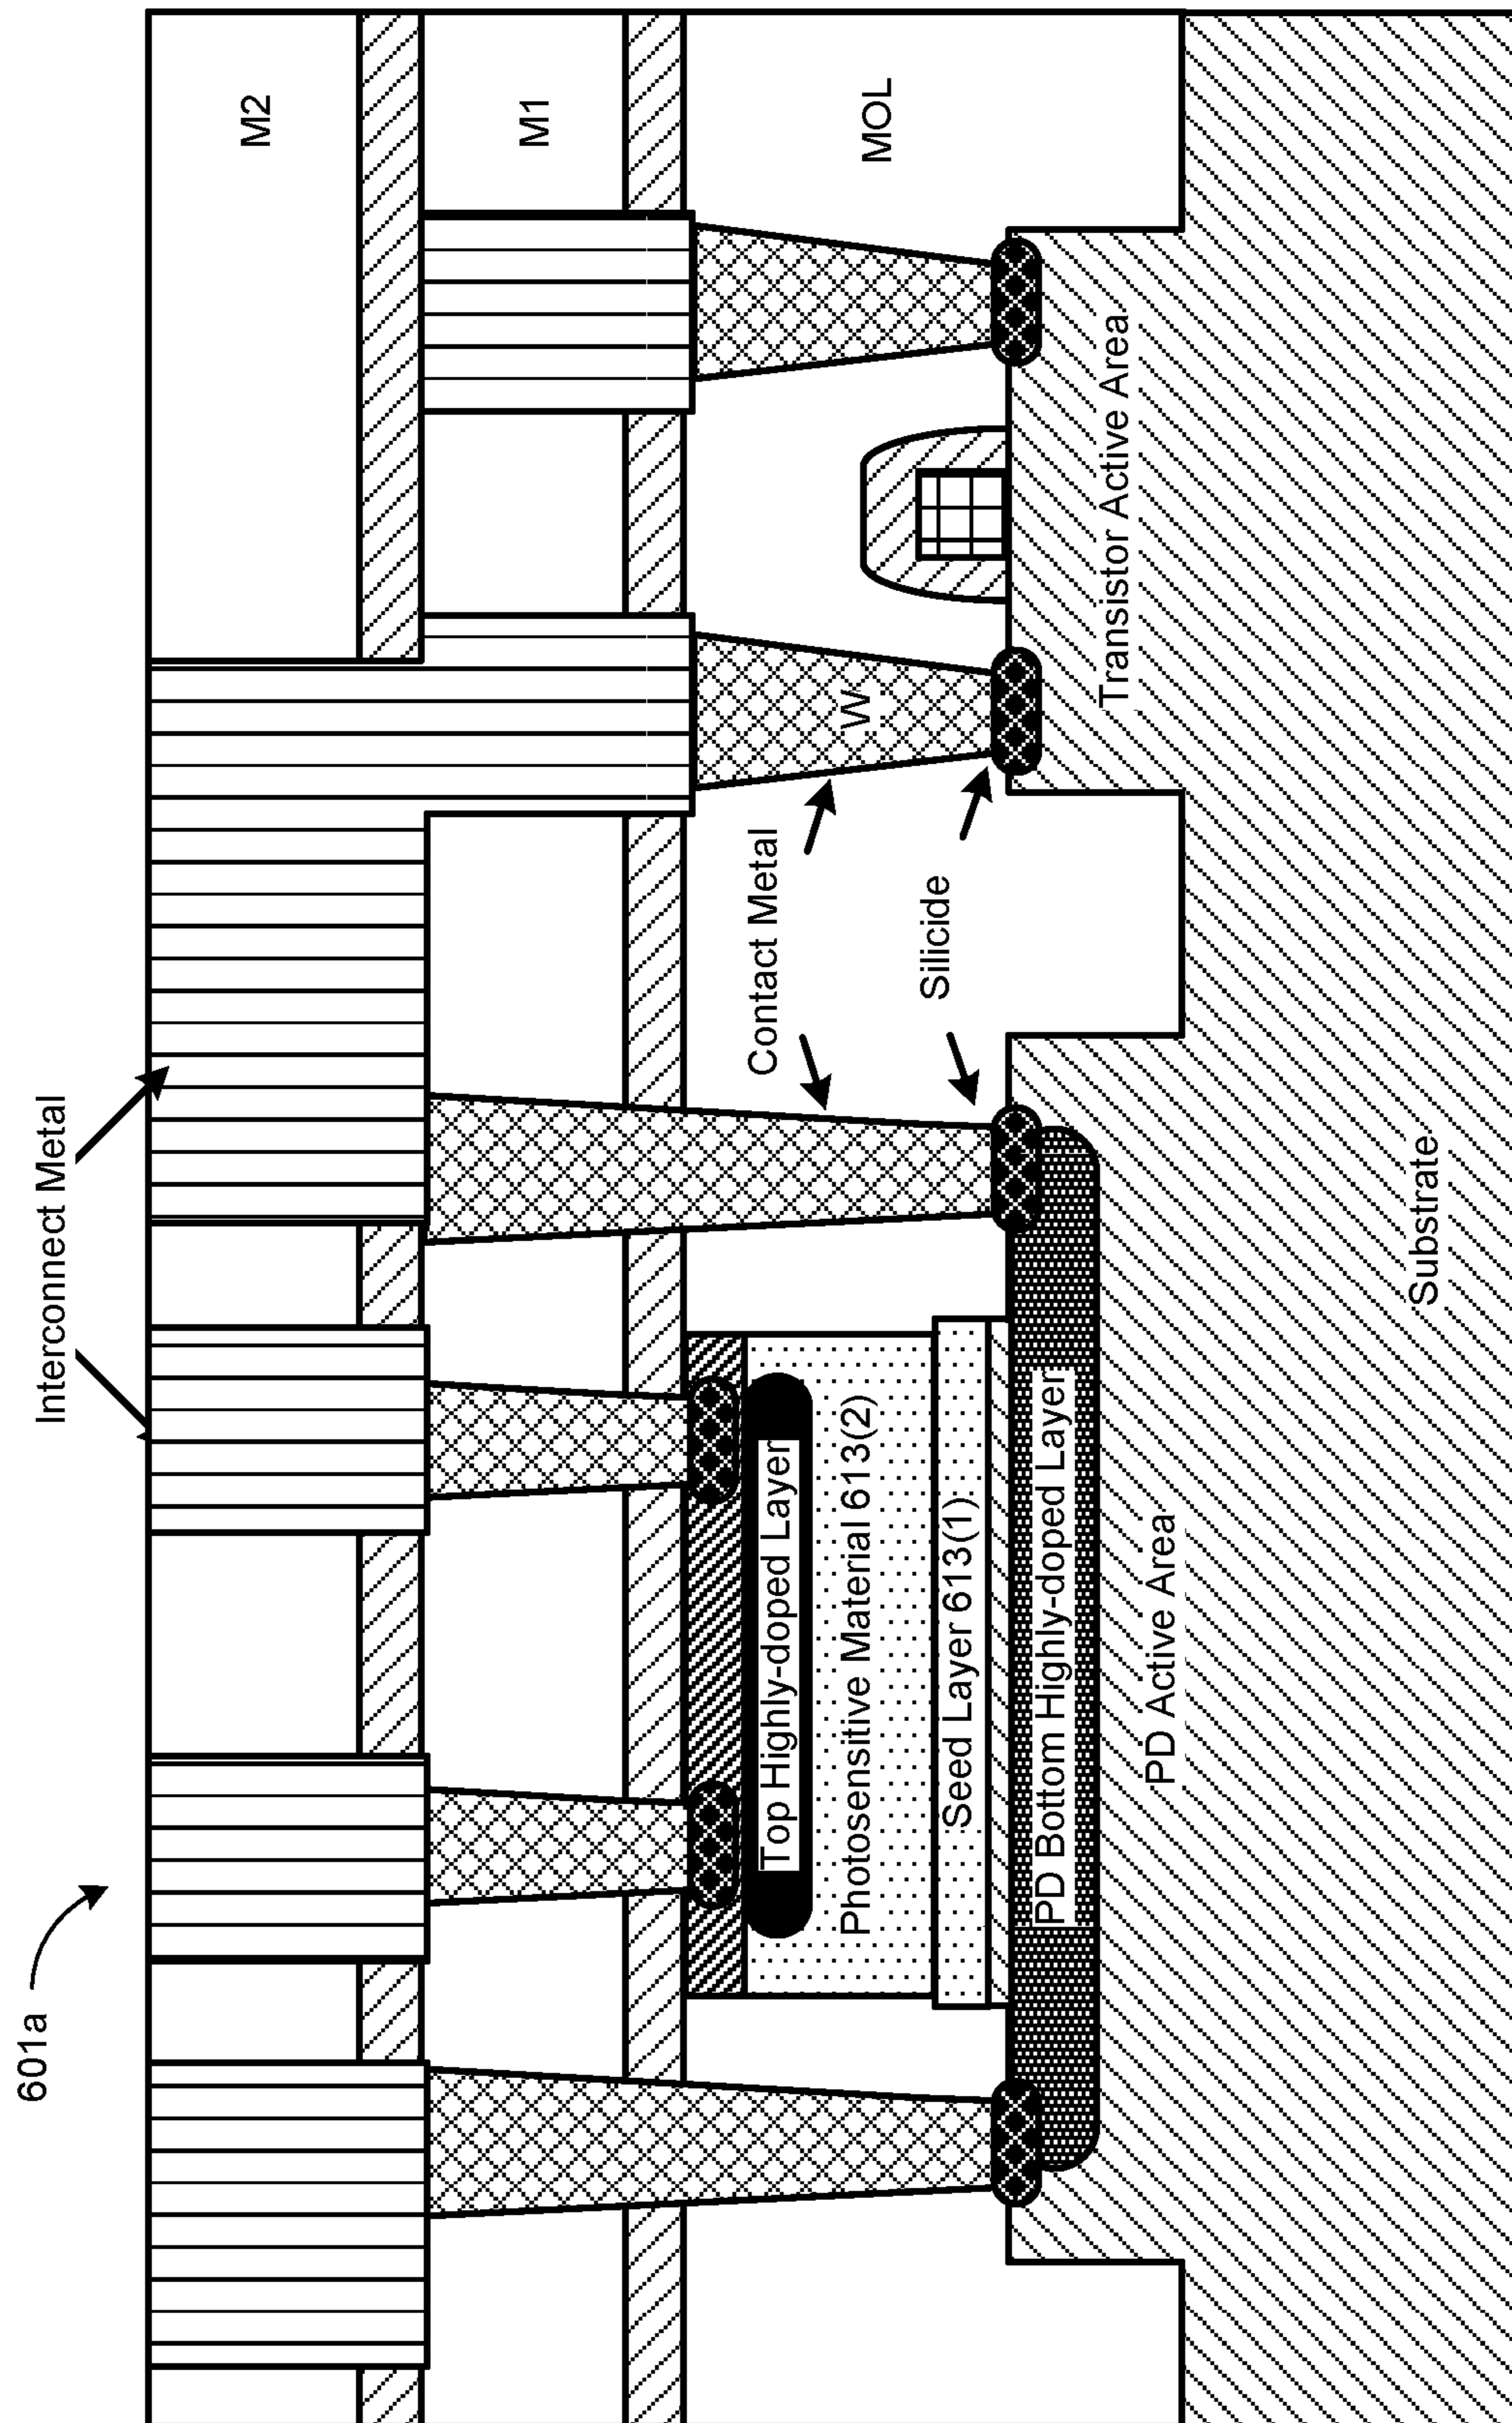 601a
Interconnect Metal
M2
M1
MOL
Contact Metal
W
Silicide
Top Highly-doped Layer
Photosensitive Material 613(2)
Seed Layer 613(1)
PD Bottom Highly-doped Layer
PD Active Area
Transistor Active Area
Substrate